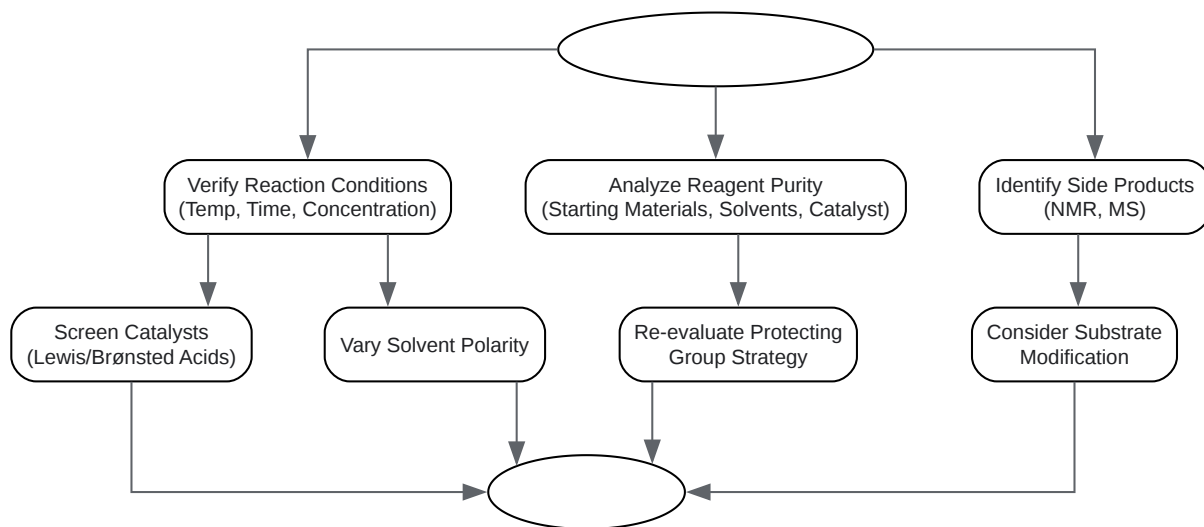 Verify Reaction Conditions
(Temp, Time, Concentration)
Analyze Reagent Purity
(Starting Materials, Solvents, Catalyst)
Identify Side Products
(NMR, MS)
Screen Catalysts
(Lewis/Brønsted Acids)
Vary Solvent Polarity
Re-evaluate Protecting
Group Strategy
Consider Substrate
Modification